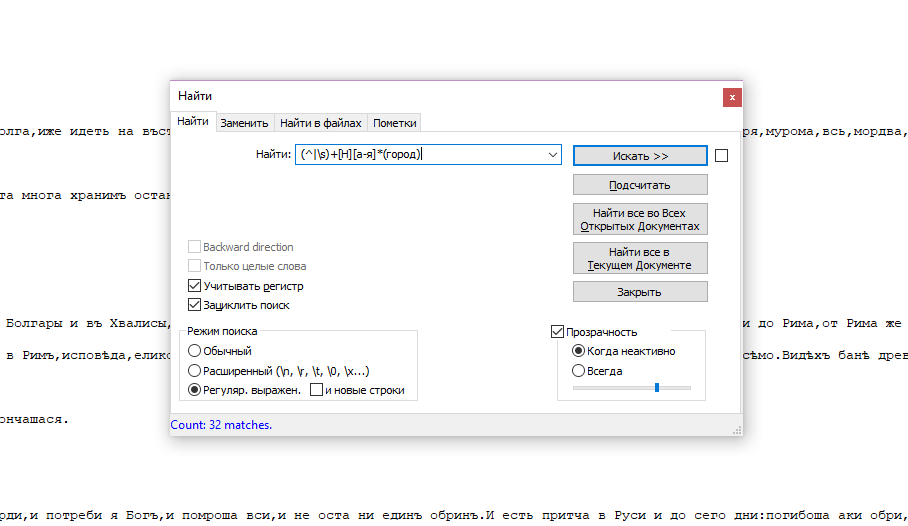 Найти
x
Найти Заменить Найти в файлах Пометки
олга,иже идеть на въст ря,мурома,всь,мордва,
Найти: (^|\s)+[Н][а-я]*(город) Искать >>
Подсчитать
та многа хранимъ остан
Найти все во Всех
Открытых Документах
Backward direction
Найти все в
Текущем Документе
Только целые слова
Учитывать регистр
Закрыть
Зациклить поиск
Болгары и въ Хвалисы, и до Рима,от Рима же
Режим поиска
Прозрачность
Обычный
Когда неактивно
в Римъ,исповѣда,елико сѣмо.Видѣхъ банѣ древ
Расширенный (\n, \r, \t, \0, \x...)
Всегда
Регуляр. выражен. и новые строки
ончашася.
Count: 32 matches.
рди,и потреби я Богъ,и помроша вси,и не оста ни единъ обринъ.И есть притча в Руси и до сего дни:погибоша аки обри,